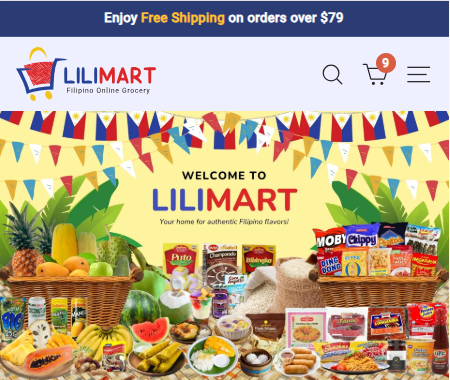 Enjoy Free Shipping on orders over $79
9
LILIMART
Filipino Online Grocery
WELCOME TO
LILIMART
Your home for authentic Filipino flavors!
Puto
Champorado
Bibingka
MOBY
Chippy
DING
DONG